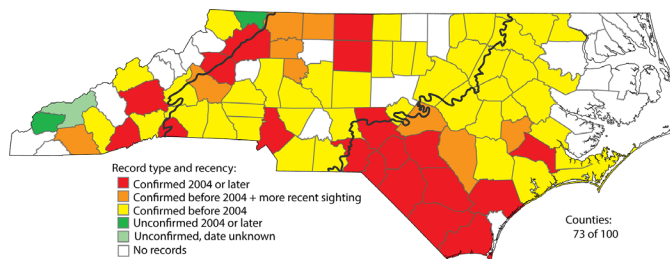 Record type and recency:
Confirmed 2004 or later
Confirmed before 2004 + more recent sighting
Confirmed before 2004
Unconfirmed 2004 or later
Unconfirmed, date unknown
No records
Counties:
73 of 100